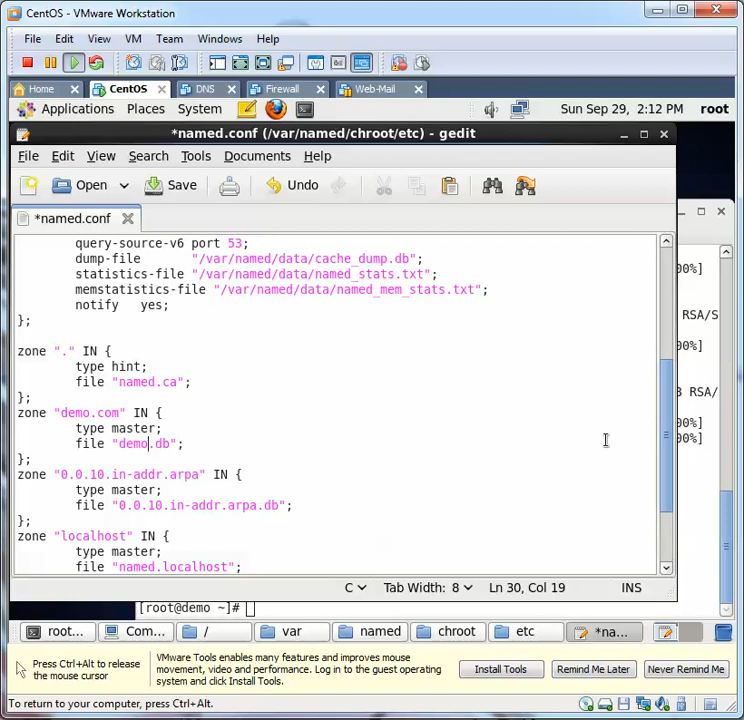 CentOS - VMware Workstation
File Edit View VM Team Windows Help
Home CentOS DNS Firewall Web-Mail
Applications Places System Sun Sep 29, 2:12 PM root
*named.conf (/var/named/chroot/etc) - gedit
File Edit View Search Tools Documents Help
Open Save Undo
*named.conf
query-source-v6 port 53;
dump-file "/var/named/data/cache_dump.db";
statistics-file "/var/named/data/named_stats.txt";
memstatistics-file "/var/named/data/named_mem_stats.txt";
notify yes;
};
zone "." IN {
type hint;
file "named.ca";
};
zone "demo.com" IN {
type master;
file "demo.db";
};
zone "0.0.10.in-addr.arpa" IN {
type master;
file "0.0.10.in-addr.arpa.db";
};
zone "localhost" IN {
type master;
file "named.localhost";
00%]
RSA/S
00%]
RSA/
00%]
00%]
C Tab Width: 8 Ln 30, Col 19 INS
[root@demo ~]#
root... Com... / var named chroot etc *na...
Press Ctrl+Alt to release
the mouse cursor
VMware Tools enables many features and improves mouse
movement, video and performance. Log in to the guest operating
system and click Install Tools.
Install Tools Remind Me Later Never Remind Me
To return to your computer, press Ctrl+Alt.